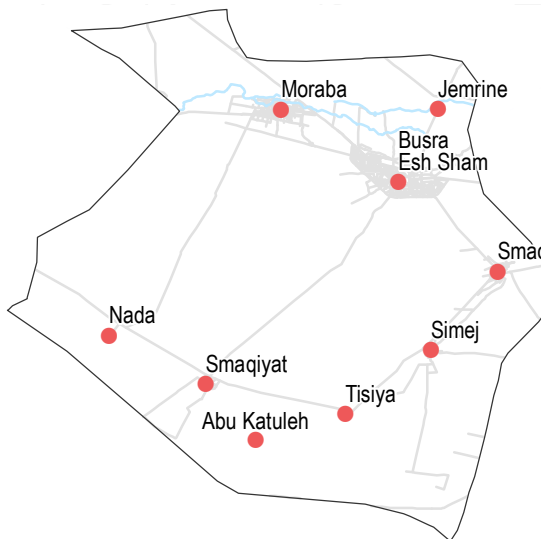 Moraba
Jemrine
Busra
Esh Sham
Nada
Simej
Smaqiyat
Tisiya
Abu Katuleh